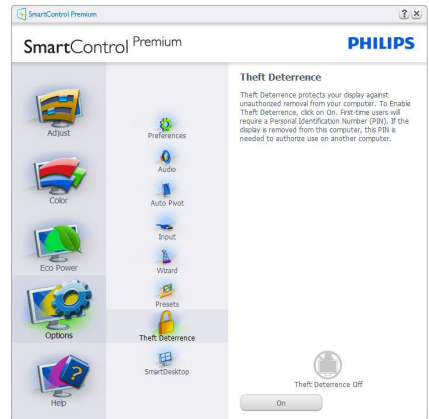 SmartControl Premium
SmartControl Premium
PHILIPS
Adjust
Color
Eco Power
Options
Help
Preferences
Audio
Auto Pivot
Input
Wizard
Presets
Theft Deterrence
SmartDesktop
Theft Deterrence
Theft Deterrence protects your display against
unauthorized removal from your computer. To Enable
Theft Deterrence, click on On. First-time users will
require a Personal Identification Number (PIN). If the
display is removed from this computer, this PIN is
needed to authorize use on another computer.
Theft Deterrence Off
On